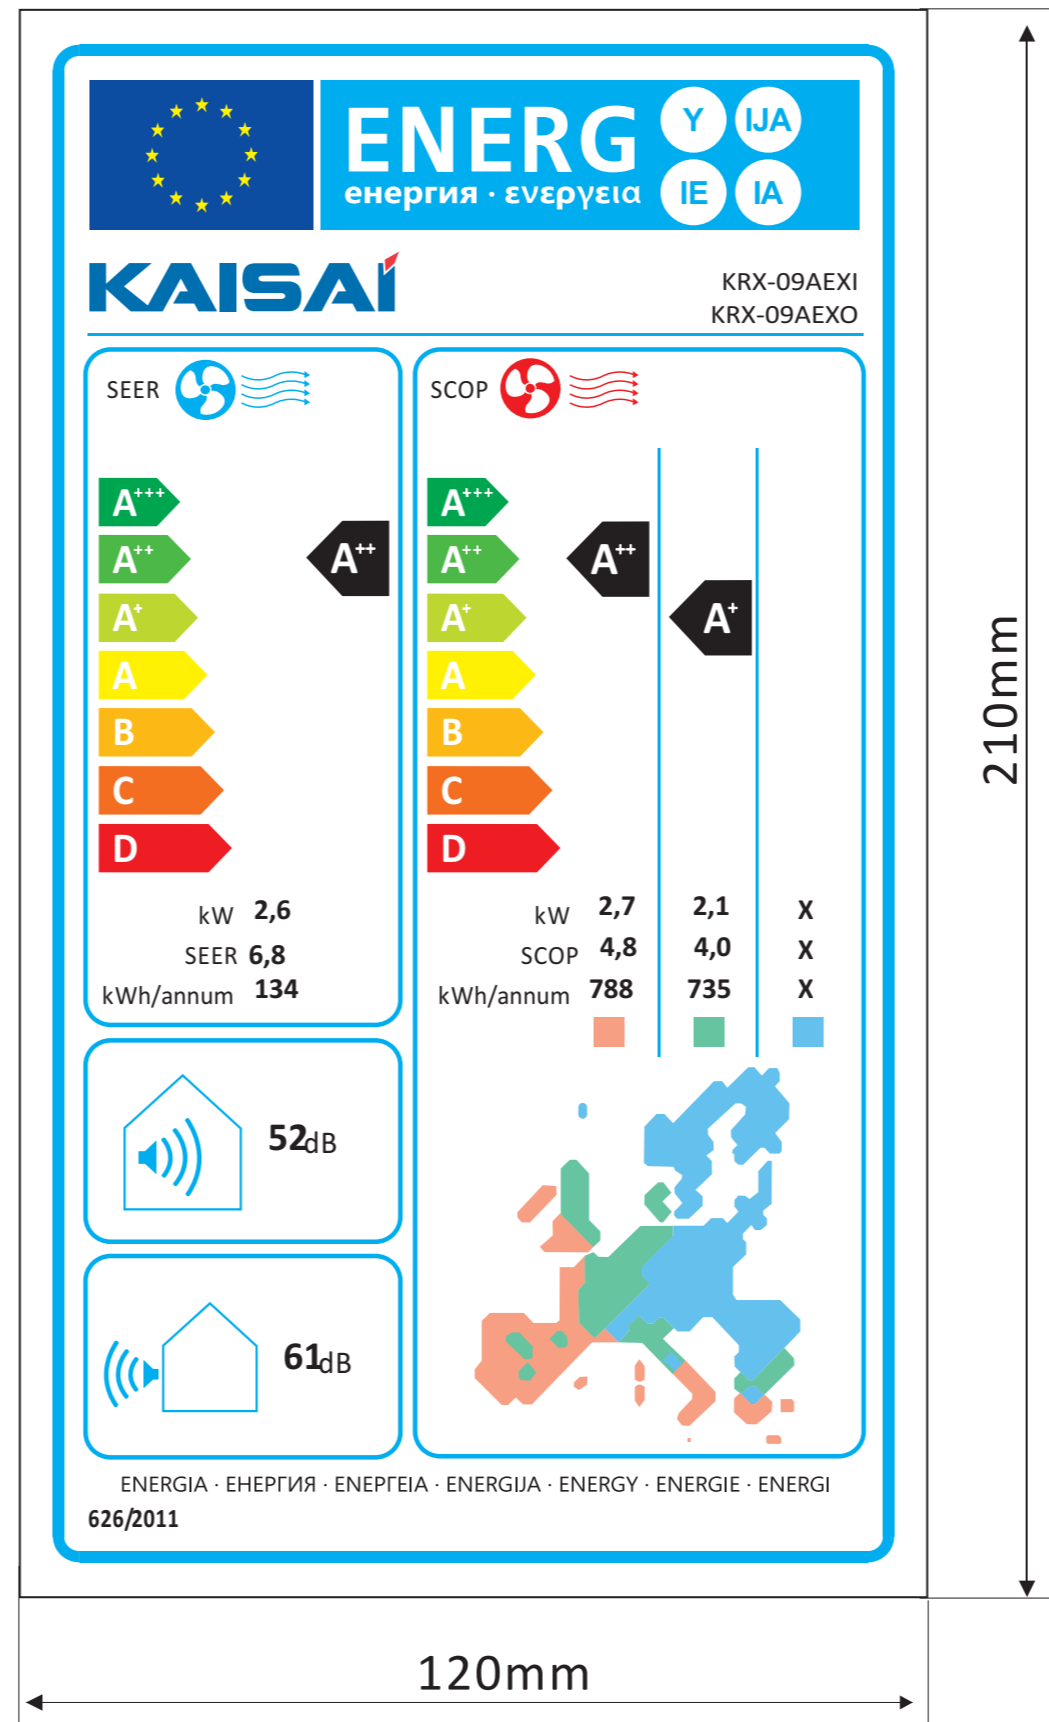 ENERG Y IJA
енергия · ενεργεια IE IA
KAISAI
KRX-09AEXI
KRX-09AEXO
SEER
A+++
A++
A+
A
B
C
D
A++
kW 2,6
SEER 6,8
kWh/annum 134
SCOP
A+++
A++
A+
A
B
C
D
A++
A+
kW 2,7 2,1 X
SCOP 4,8 4,0 X
kWh/annum 788 735 X
52dB
61dB
ENERGIA · ЕНЕРГИЯ · ΕΝΕΡΓΕΙΑ · ENERGIJA · ENERGY · ENERGIE · ENERGI
626/2011
210mm
120mm